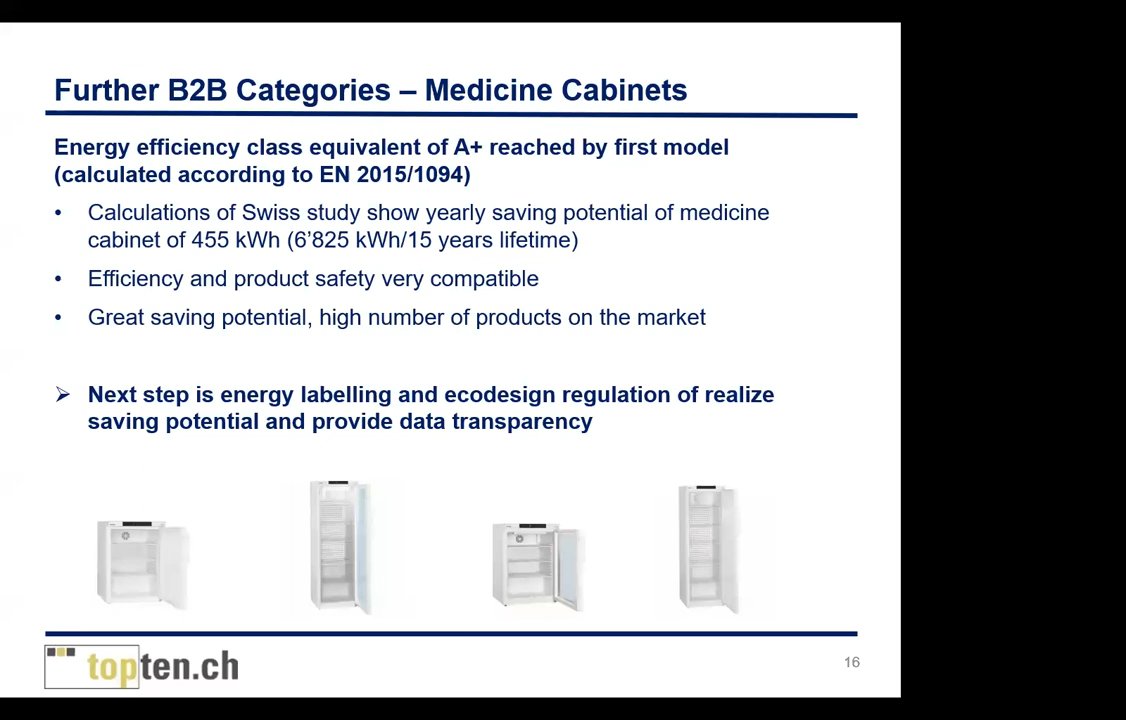 Further B2B Categories – Medicine Cabinets
Energy efficiency class equivalent of A+ reached by first model
(calculated according to EN 2015/1094)
• Calculations of Swiss study show yearly saving potential of medicine
cabinet of 455 kWh (6’825 kWh/15 years lifetime)
• Efficiency and product safety very compatible
• Great saving potential, high number of products on the market
➢ Next step is energy labelling and ecodesign regulation of realize
saving potential and provide data transparency
topten.ch
16